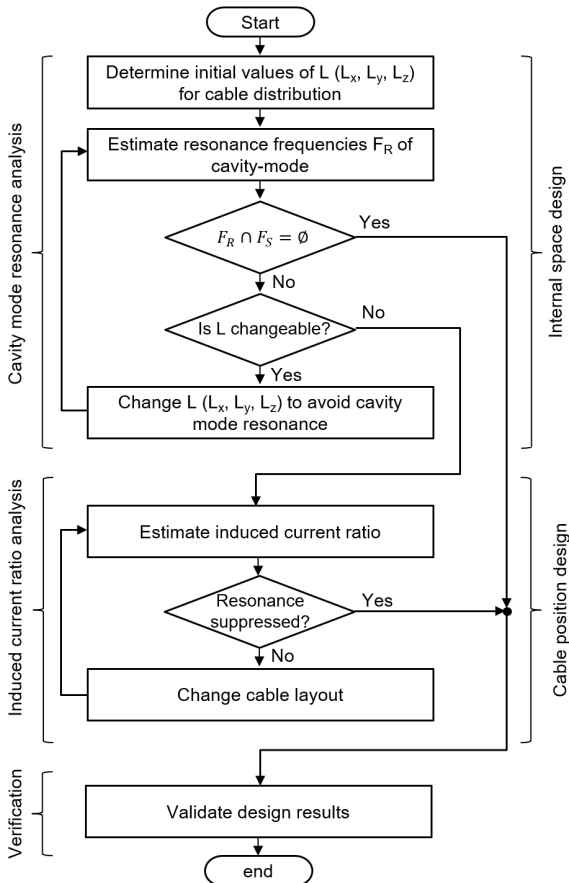 Start
Determine initial values of L (Lx, Ly, Lz)
for cable distribution
Estimate resonance frequencies FR of
cavity-mode
FR ∩ FS = ∅
Yes
No
Is L changeable?
No
Yes
Change L (Lx, Ly, Lz) to avoid cavity
mode resonance
Cavity mode resonance analysis
Internal space design
Estimate induced current ratio
Resonance
suppressed?
Yes
No
Change cable layout
Induced current ratio analysis
Cable position design
Validate design results
Verification
end